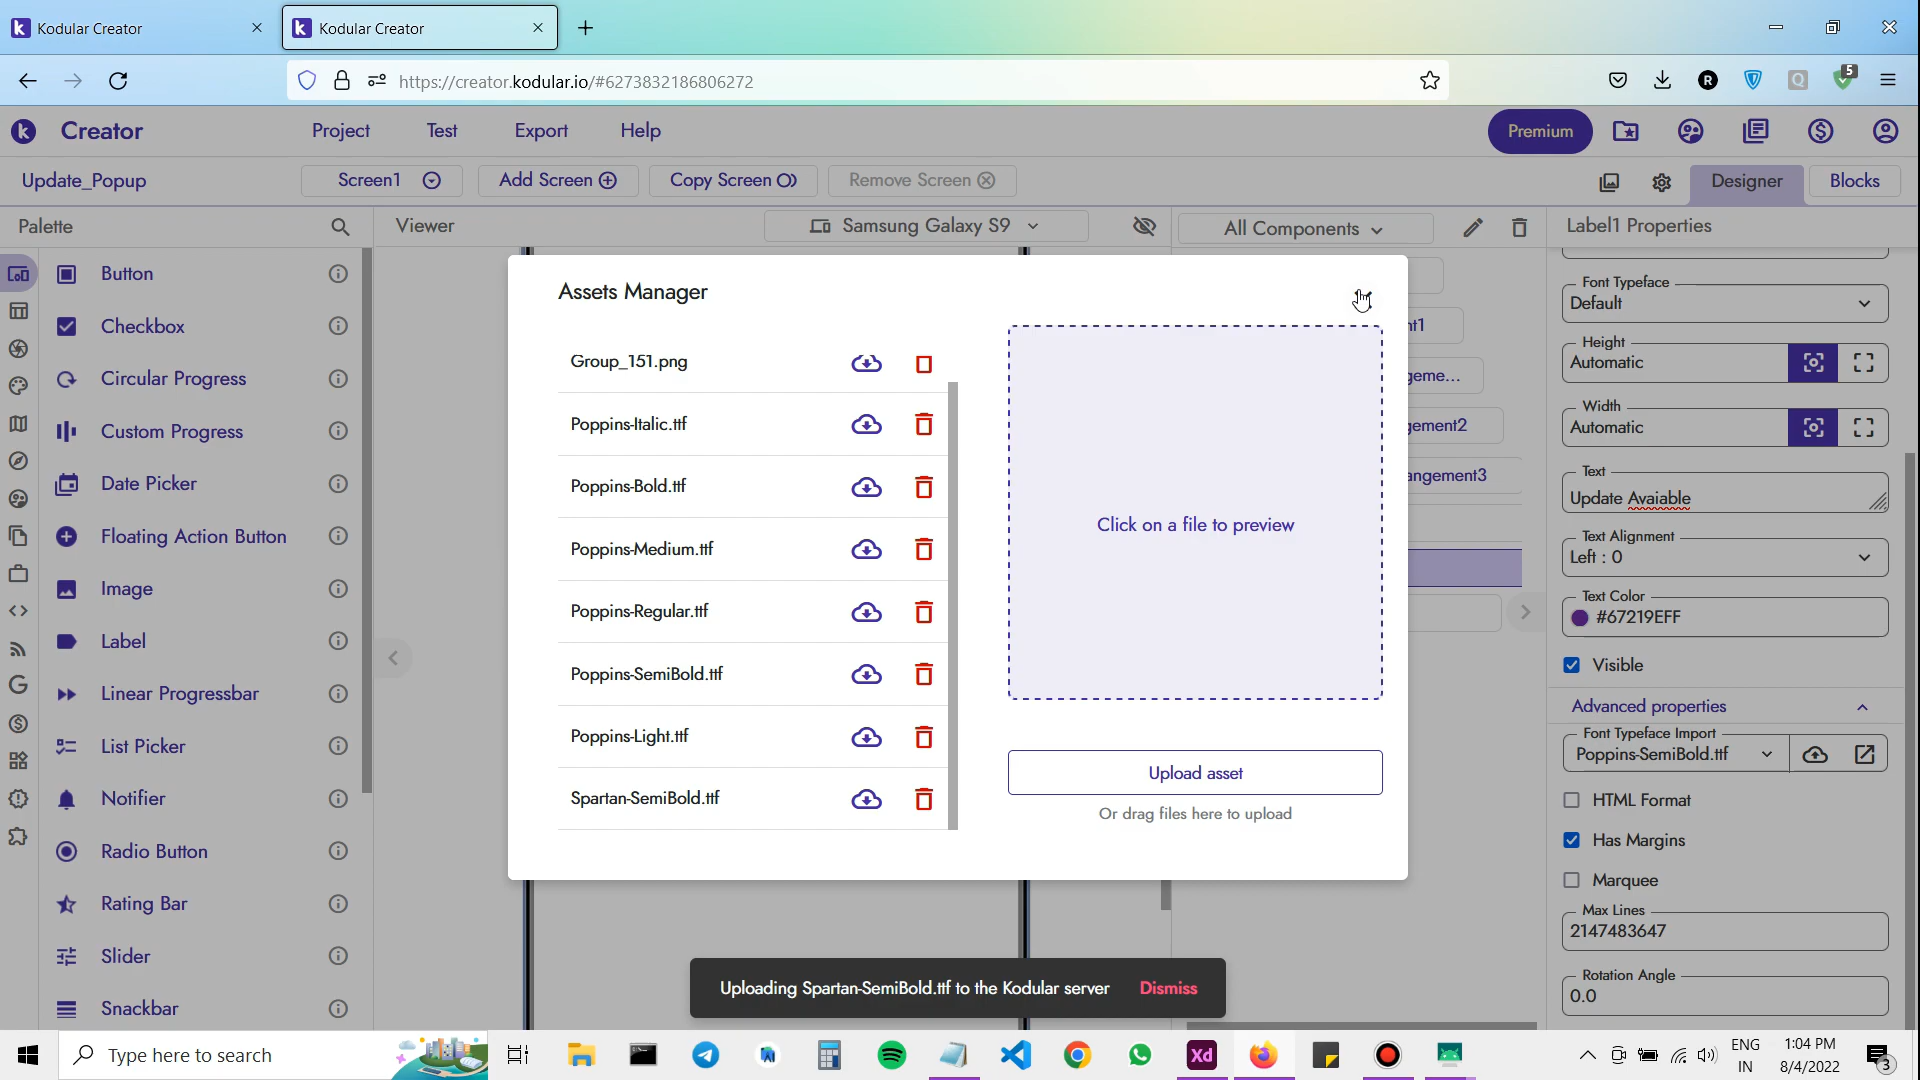 Kodular Creator
Kodular Creator
https://creator.kodular.io/#6273832186806272
5
Creator
Project
Test
Export
Help
Premium
Update_Popup
Screen1
Add Screen
Copy Screen
Remove Screen
Designer
Blocks
Palette
Viewer
Samsung Galaxy S9
All Components
Label1 Properties
Button
Checkbox
Circular Progress
Custom Progress
Date Picker
Floating Action Button
Image
Label
Linear Progressbar
List Picker
Notifier
Radio Button
Rating Bar
Slider
Snackbar
Assets Manager
Group_151.png
Poppins-Italic.ttf
Poppins-Bold.ttf
Poppins-Medium.ttf
Poppins-Regular.ttf
Poppins-SemiBold.ttf
Poppins-Light.ttf
Spartan-SemiBold.ttf
Click on a file to preview
Upload asset
Or drag files here to upload
nt1
geme...
gement2
angement3
Font Typeface
Default
Height
Automatic
Width
Automatic
Text
Update Avaiable
Text Alignment
Left : 0
Text Color
#67219EFF
Visible
Advanced properties
Font Typeface Import
Poppins-SemiBold.ttf
HTML Format
Has Margins
Marquee
Max Lines
2147483647
Rotation Angle
0.0
Uploading Spartan-SemiBold.ttf to the Kodular server
Dismiss
Type here to search
Xd
ENG
IN
1:04 PM
8/4/2022
3